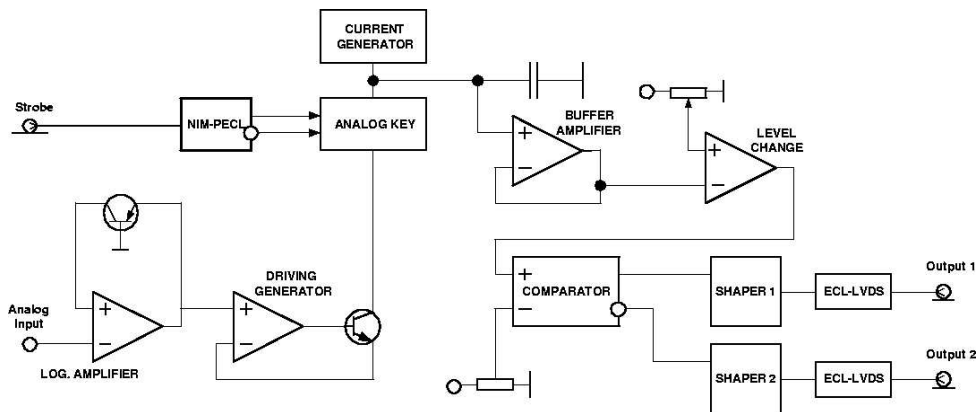 CURRENT
GENERATOR
Strobe
NIM-PECL
ANALOG KEY
BUFFER
AMPLIFIER
LEVEL
CHANGE
DRIVING
GENERATOR
Analog
Input
LOG. AMPLIFIER
COMPARATOR
SHAPER 1
ECL-LVDS
Output 1
SHAPER 2
ECL-LVDS
Output 2